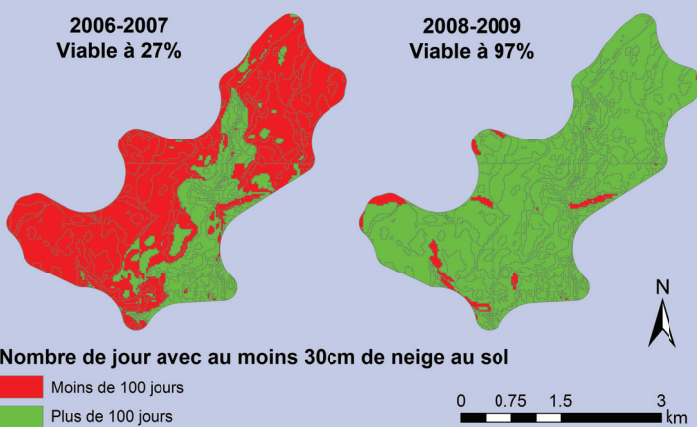 2006-2007
Viable à 27%
2008-2009
Viable à 97%
N
Nombre de jour avec au moins 30cm de neige au sol
Moins de 100 jours
Plus de 100 jours
0 0.75 1.5 3
km